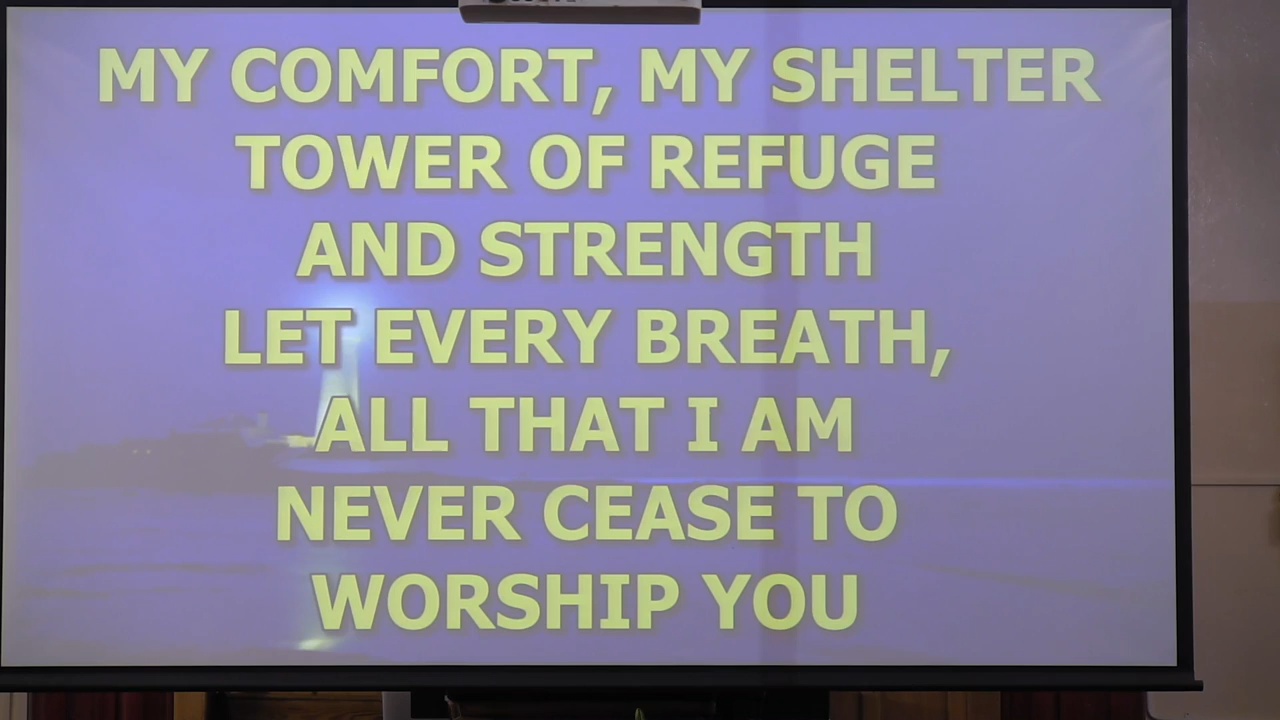 MY COMFORT, MY SHELTER
TOWER OF REFUGE
AND STRENGTH
LET EVERY BREATH,
ALL THAT I AM
NEVER CEASE TO
WORSHIP YOU